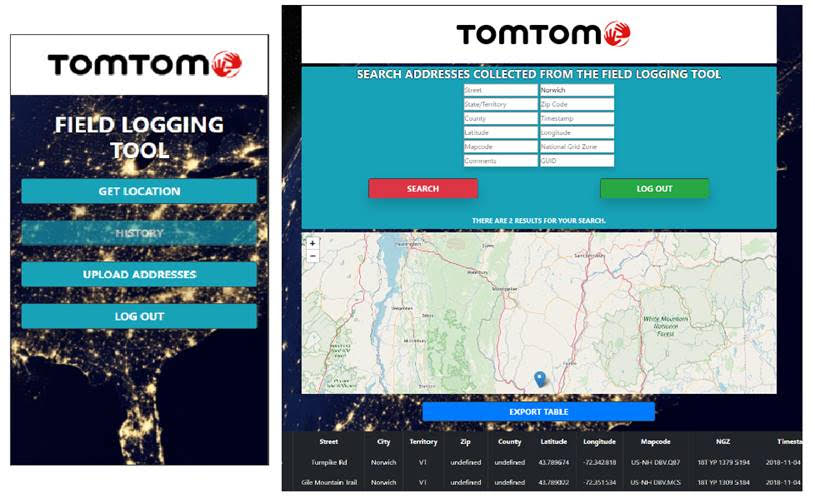 TOMTOM
FIELD LOGGING
TOOL
GET LOCATION
HISTORY
UPLOAD ADDRESSES
LOG OUT
TOMTOM
SEARCH ADDRESSES COLLECTED FROM THE FIELD LOGGING TOOL
Street Norwich
State/Territory Zip Code
County Timestamp
Latitude Longitude
Mapcode National Grid Zone
Comments GUID
SEARCH LOG OUT
THERE ARE 2 RESULTS FOR YOUR SEARCH.
+
−
Montpelier
White Mountain
National
Forest
EXPORT TABLE
Street City Territory Zip County Latitude Longitude Mapcode NGZ Timesta
Turnpike Rd Norwich VT undefined undefined 43.789674 -72.342818 US-NH DBV.Q87 18T YP 1379 5194 2018-11-04
Gile Mountain Trail Norwich VT undefined undefined 43.789022 -72.351534 US-NH DBV.MCS 18T YP 1309 5184 2018-11-04